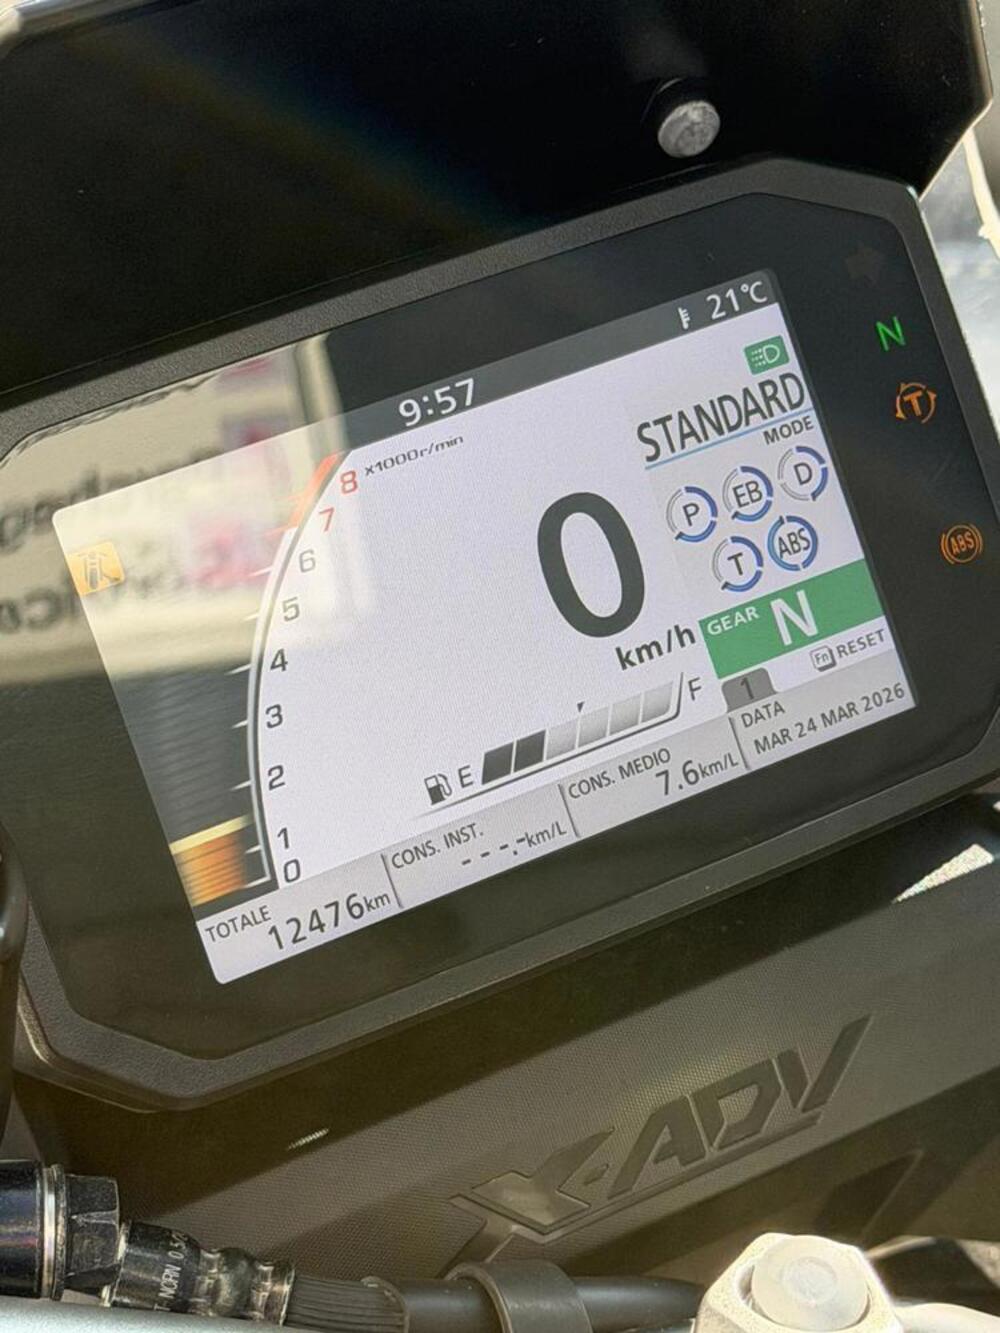 21°C
9:57
N
x1000r/min
8
7
6
5
4
3
2
1
0
STANDARD
MODE
P EB D
T ABS
T
ABS
0
km/h
GEAR N
Fn RESET
E F
1
TOTALE
12476km
CONS. INST.
---.-km/L
CONS. MEDIO
7.6km/L
DATA
MAR 24 MAR 2026
X-ADV